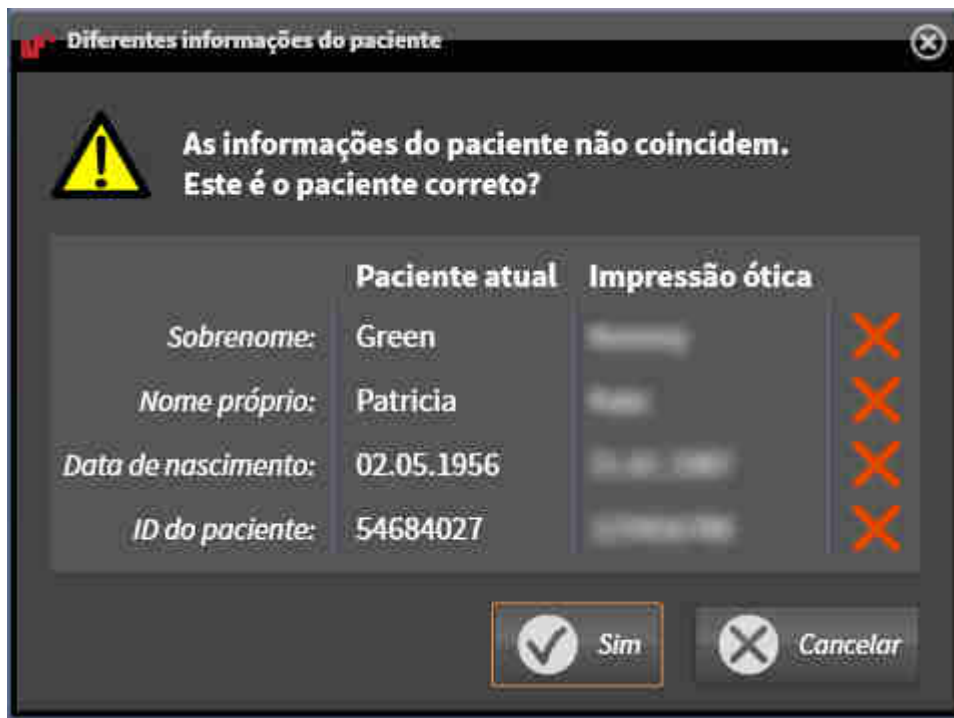 Diferentes informações do paciente
As informações do paciente não coincidem.
Este é o paciente correto?
Paciente atual Impressão ótica
Sobrenome: Green
Nome próprio: Patricia
Data de nascimento: 02.05.1956
ID do paciente: 54684027
Sim Cancelar